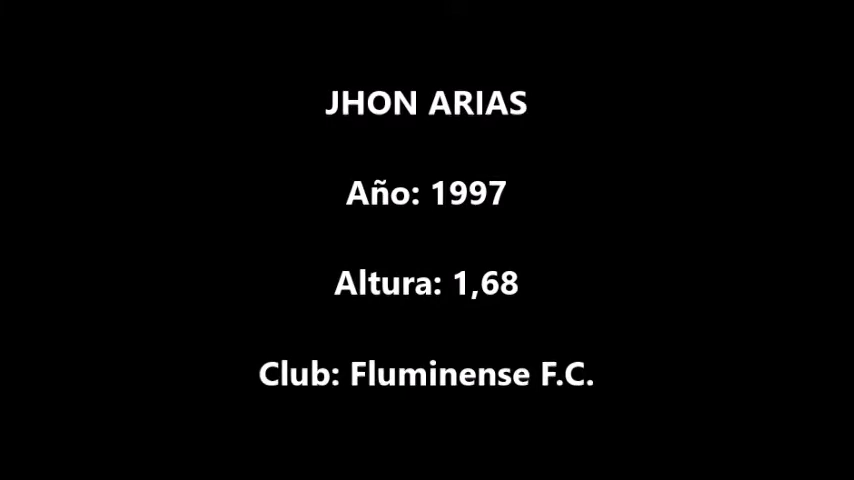 JHON ARIAS
Año: 1997
Altura: 1,68
Club: Fluminense F.C.